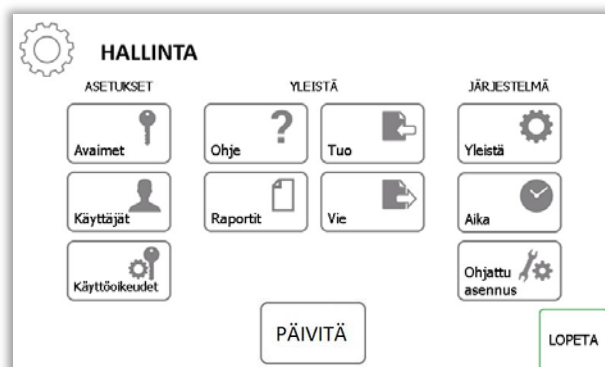 HALLINTA
ASETUKSET
YLEISTÄ
JÄRJESTELMÄ
Avaimet
Ohje
Tuo
Yleistä
Käyttäjät
Raportit
Vie
Aika
Käyttöoikeudet
Ohjattu
asennus
PÄIVITÄ
LOPETA